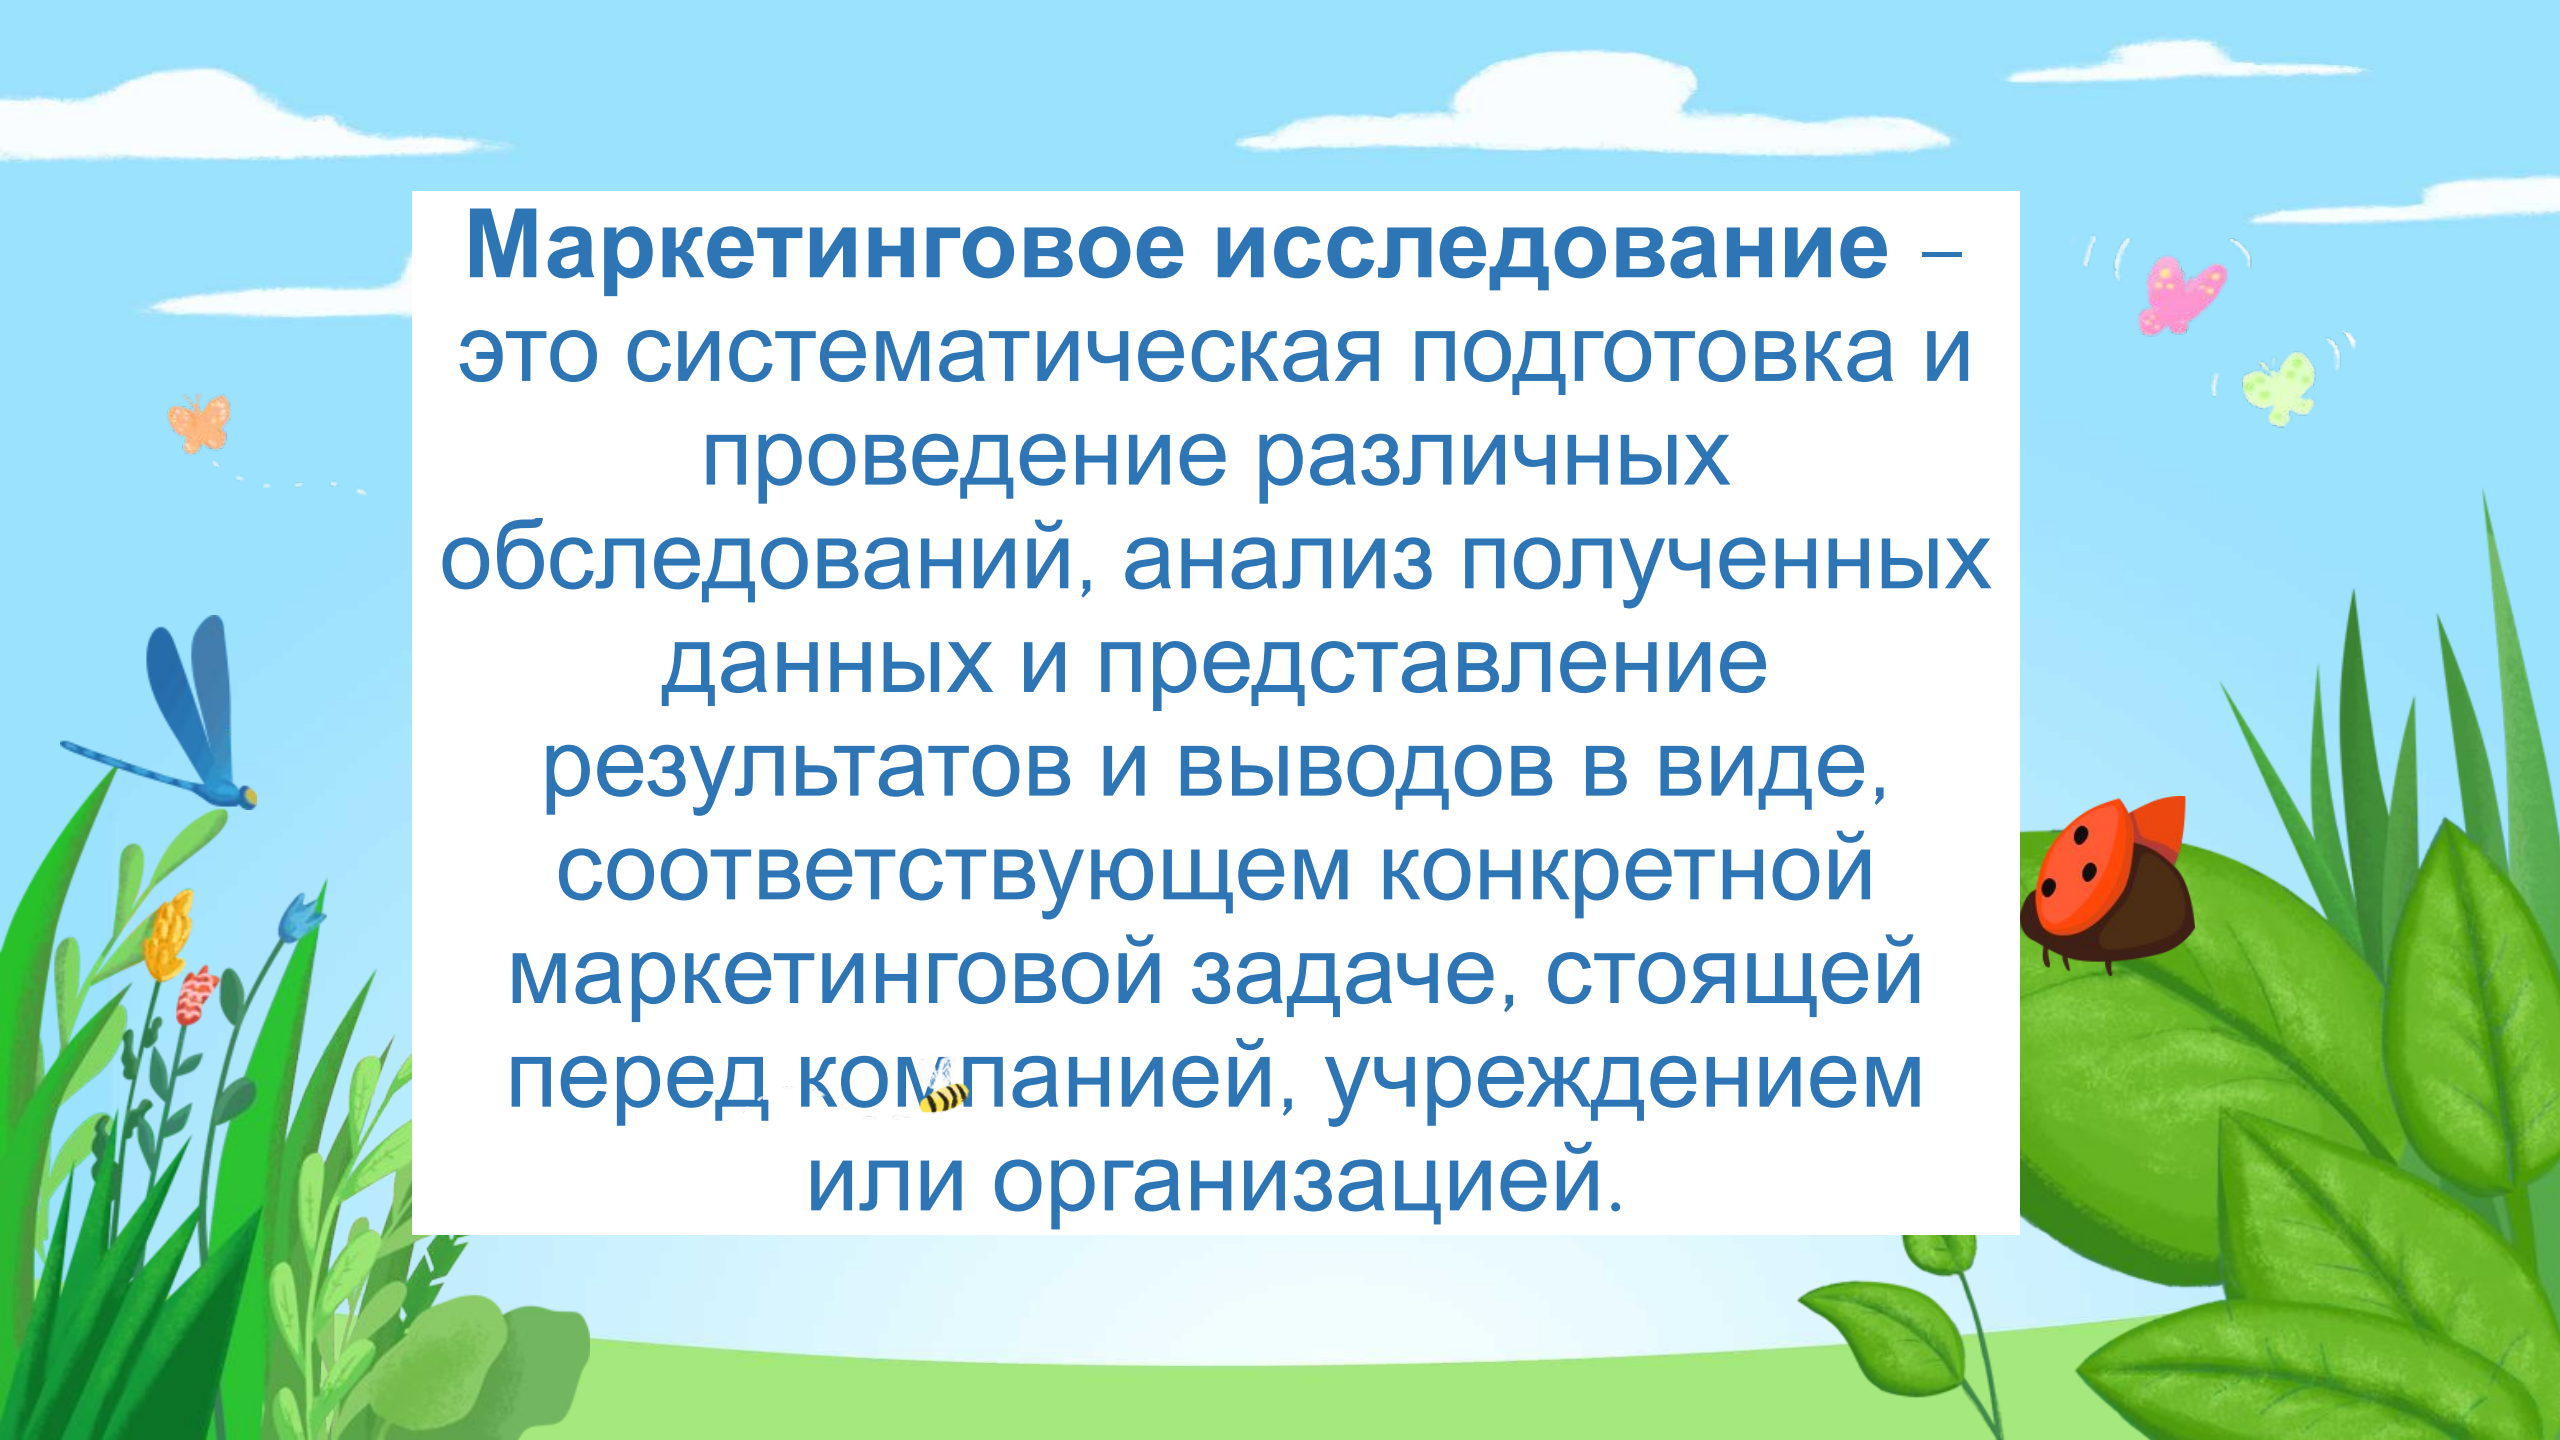 Маркетинговое исследование –
это систематическая подготовка и
проведение различных
обследований, анализ полученных
данных и представление
результатов и выводов в виде,
соответствующем конкретной
маркетинговой задаче, стоящей
перед компанией, учреждением
или организацией.